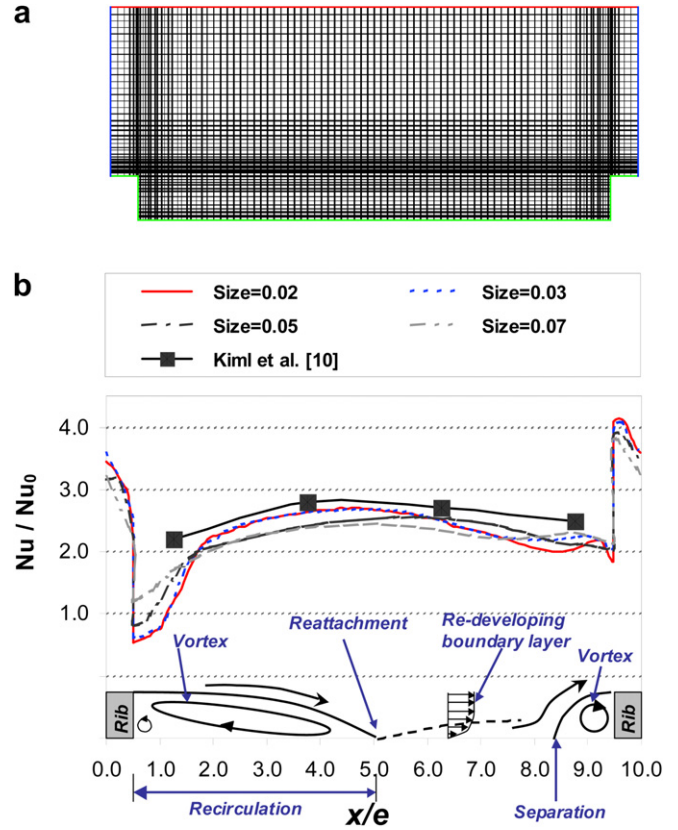 a
b
Size=0.02 Size=0.03
Size=0.05 Size=0.07
Kiml et al. [10]
4.0
3.0
2.0
1.0
Nu / Nu₀
Reattachment
Re-developing
boundary layer
Vortex
Vortex
Rib
Rib
0.0 1.0 2.0 3.0 4.0 5.0 6.0 7.0 8.0 9.0 10.0
Recirculation
x/e
Separation